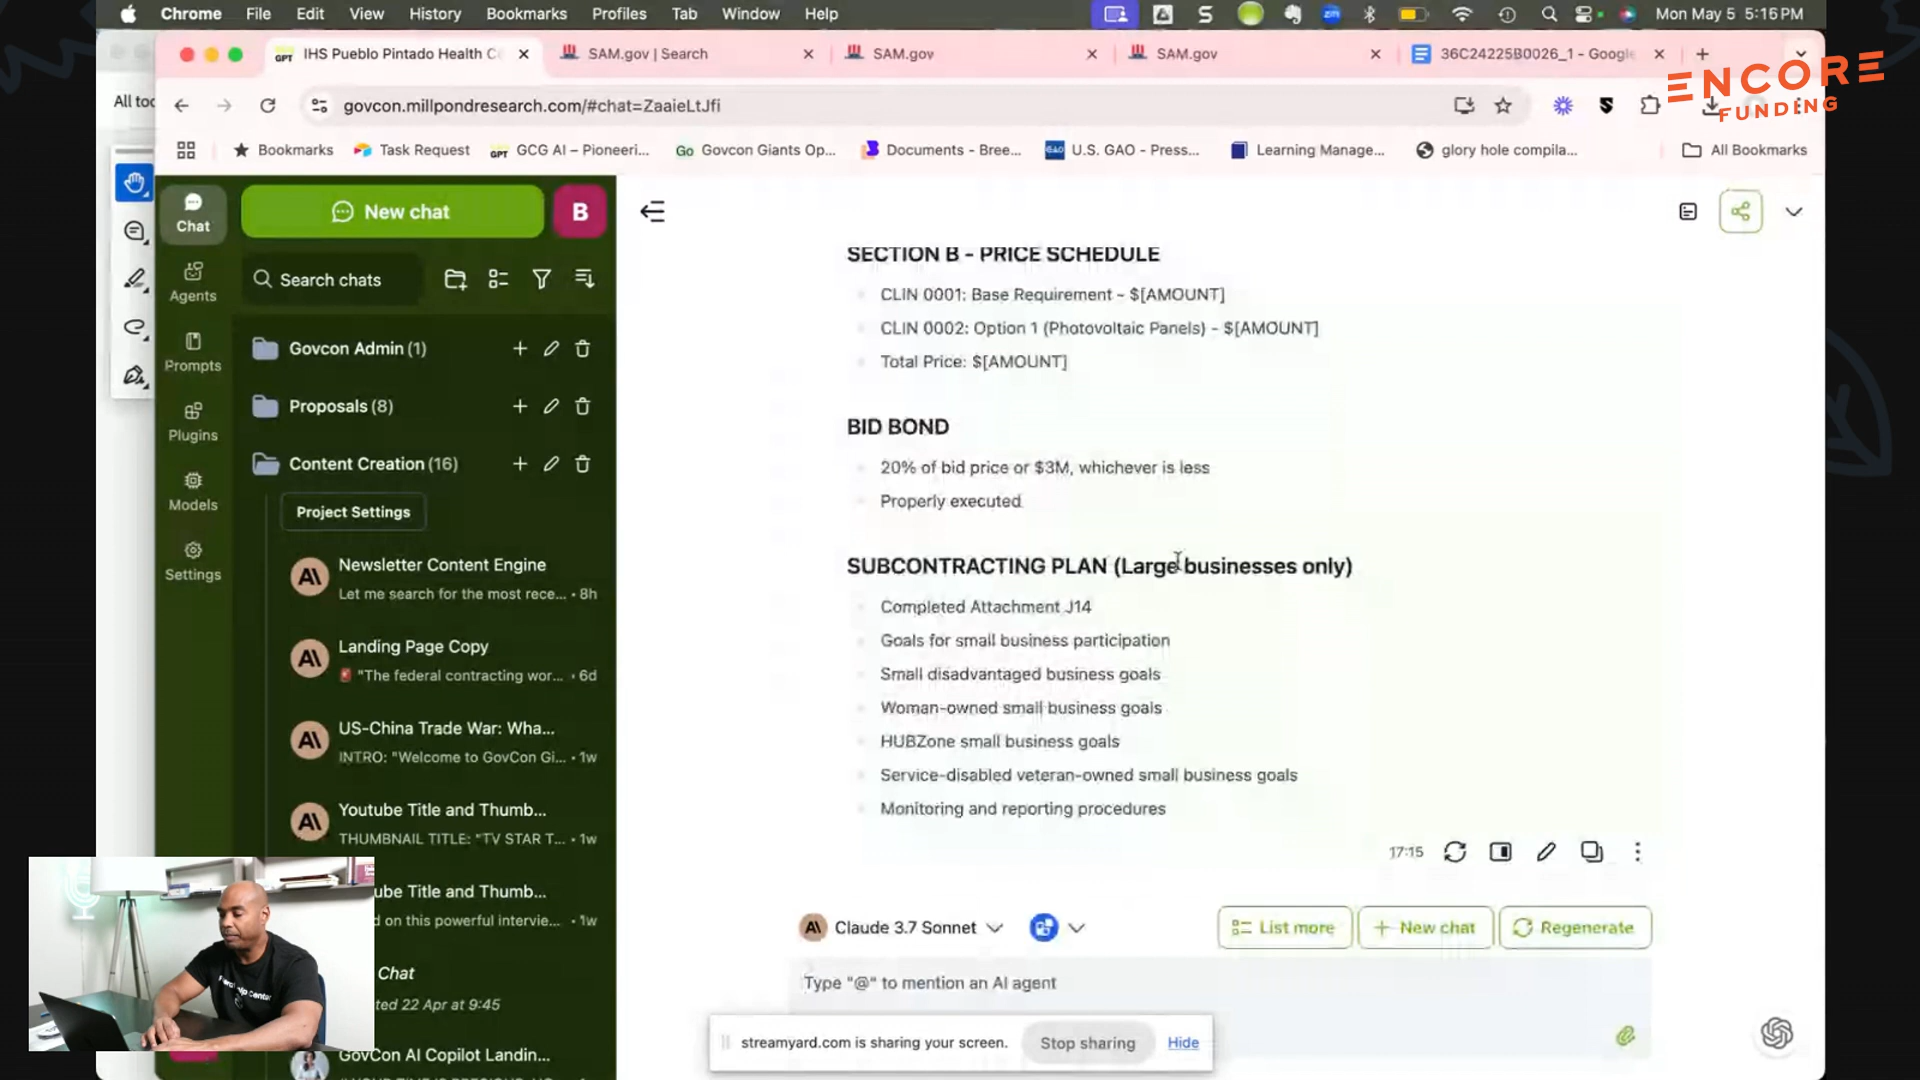 Chrome File Edit View History Bookmarks Profiles Tab Window Help Mon May 5 5:16 PM
IHS Pueblo Pintado Health C SAM.gov | Search SAM.gov SAM.gov 36C24225B0026_1 - Google
ENCORE
FUNDING
All too
govcon.millpondresearch.com/#chat=ZaaieLtJfi
Bookmarks Task Request GPT GCG AI – Pioneeri... Go Govcon Giants Op... Documents - Bree... U.S. GAO - Press... Learning Manage... glory hole compila... All Bookmarks
Chat
New chat
B
Search chats
Agents
Prompts
Plugins
Models
Settings
Govcon Admin (1)
Proposals (8)
Content Creation (16)
Project Settings
Newsletter Content Engine
Let me search for the most rece... • 8h
Landing Page Copy
"The federal contracting wor... • 6d
US-China Trade War: Wha...
INTRO: "Welcome to GovCon Gi... • 1w
Youtube Title and Thumb...
THUMBNAIL TITLE: "TV STAR T... • 1w
ube Title and Thumb...
d on this powerful intervie... • 1w
Chat
ted 22 Apr at 9:45
GovCon AI Copilot Landin...
SECTION B - PRICE SCHEDULE
CLIN 0001: Base Requirement - $[AMOUNT]
CLIN 0002: Option 1 (Photovoltaic Panels) - $[AMOUNT]
Total Price: $[AMOUNT]
BID BOND
20% of bid price or $3M, whichever is less
Properly executed
SUBCONTRACTING PLAN (Large businesses only)
Completed Attachment J14
Goals for small business participation
Small disadvantaged business goals
Woman-owned small business goals
HUBZone small business goals
Service-disabled veteran-owned small business goals
Monitoring and reporting procedures
17:15
Claude 3.7 Sonnet
List more
New chat
Regenerate
Type "@" to mention an AI agent
streamyard.com is sharing your screen. Stop sharing Hide